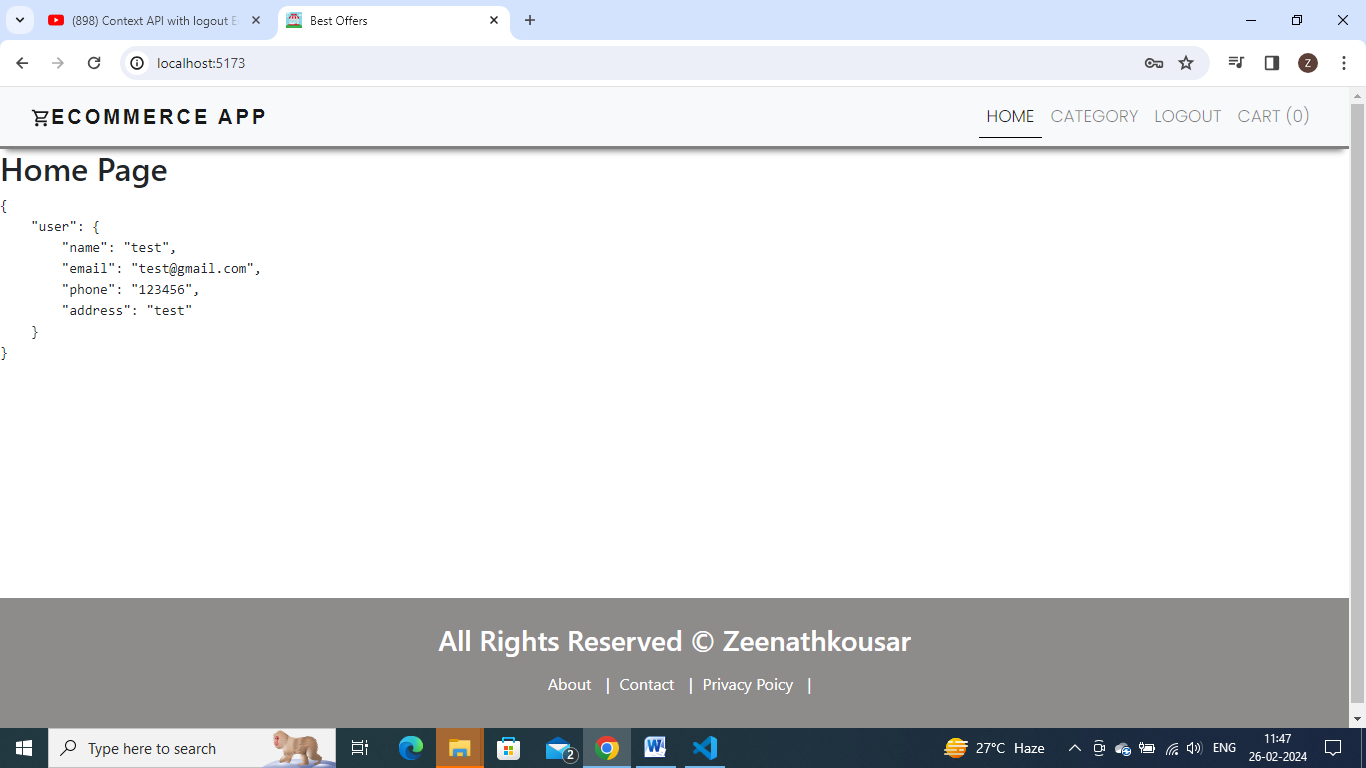 (898) Context API with logout E
Best Offers
localhost:5173
Z
ECOMMERCE APP
HOME CATEGORY LOGOUT CART (0)
Home Page
{
"user": {
"name": "test",
"email": "test@gmail.com",
"phone": "123456",
"address": "test"
}
}
All Rights Reserved © Zeenathkousar
About | Contact | Privacy Poicy |
Type here to search
2
27°C Haze
ENG
11:47
26-02-2024